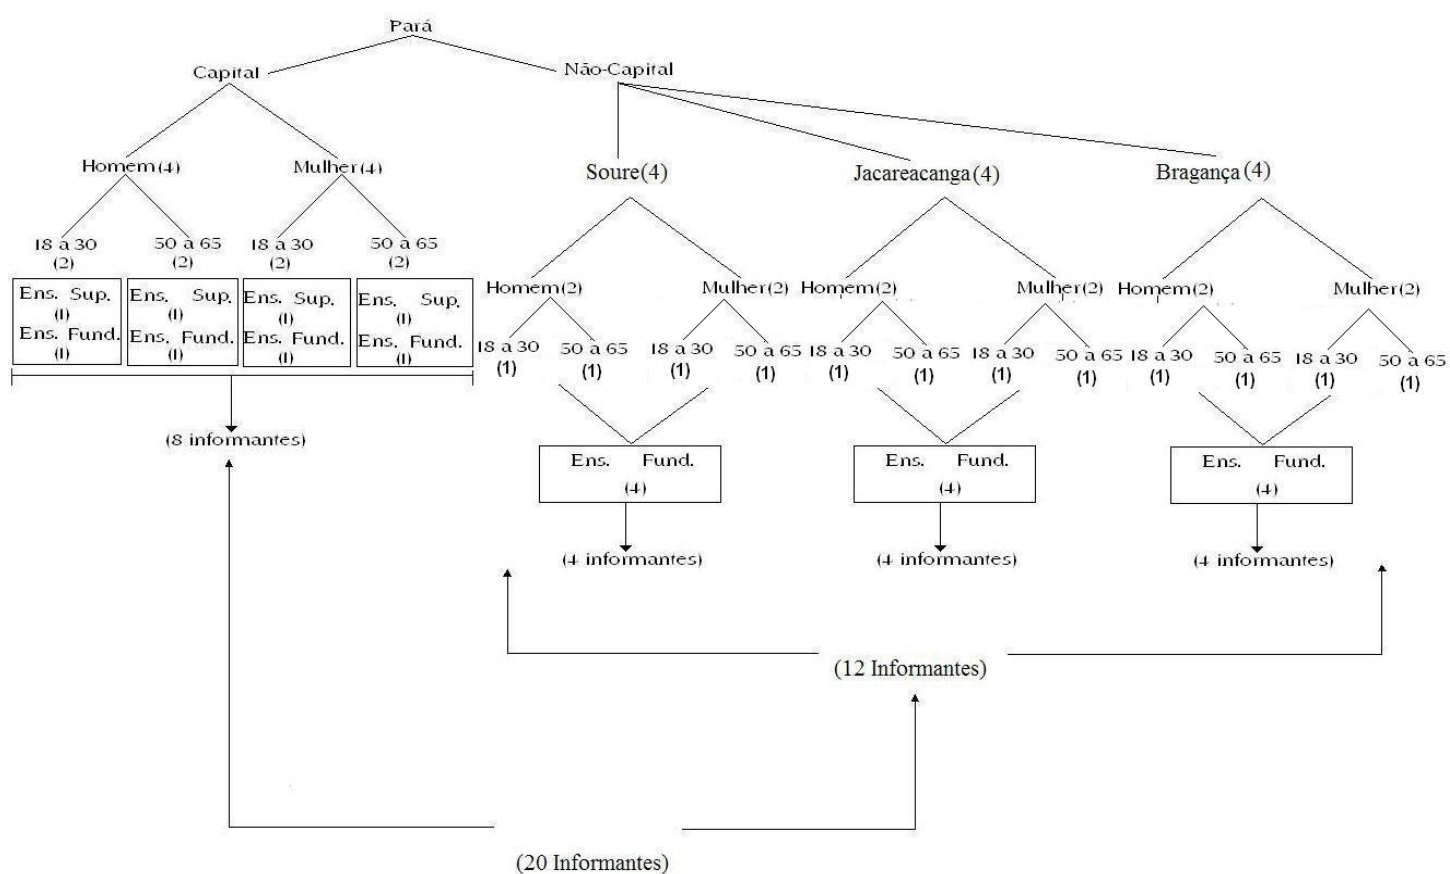 Pará
Capital
Não-Capital
Homem(4)
Mulher(4)
Soure(4)
Jacareacanga(4)
Bragança(4)
18 a 30
(2)
50 a 65
(2)
18 a 30
(2)
50 a 65
(2)
Ens. Sup.
(1)
Ens. Fund.
(1)
Ens. Sup.
(1)
Ens. Fund.
(1)
Ens. Sup.
(1)
Ens. Fund.
(1)
Ens. Sup.
(1)
Ens. Fund.
(1)
(8 informantes)
Homem(2)
Mulher(2)
Homem(2)
Mulher(2)
Homem(2)
Mulher(2)
18 a 30
(1)
50 a 65
(1)
18 a 30
(1)
50 a 65
(1)
18 a 30
(1)
50 a 65
(1)
18 a 30
(1)
50 a 65
(1)
18 a 30
(1)
50 a 65
(1)
18 a 30
(1)
50 a 65
(1)
Ens. Fund.
(4)
Ens. Fund.
(4)
Ens. Fund.
(4)
(4 informantes)
(4 informantes)
(4 informantes)
(12 Informantes)
(20 Informantes)